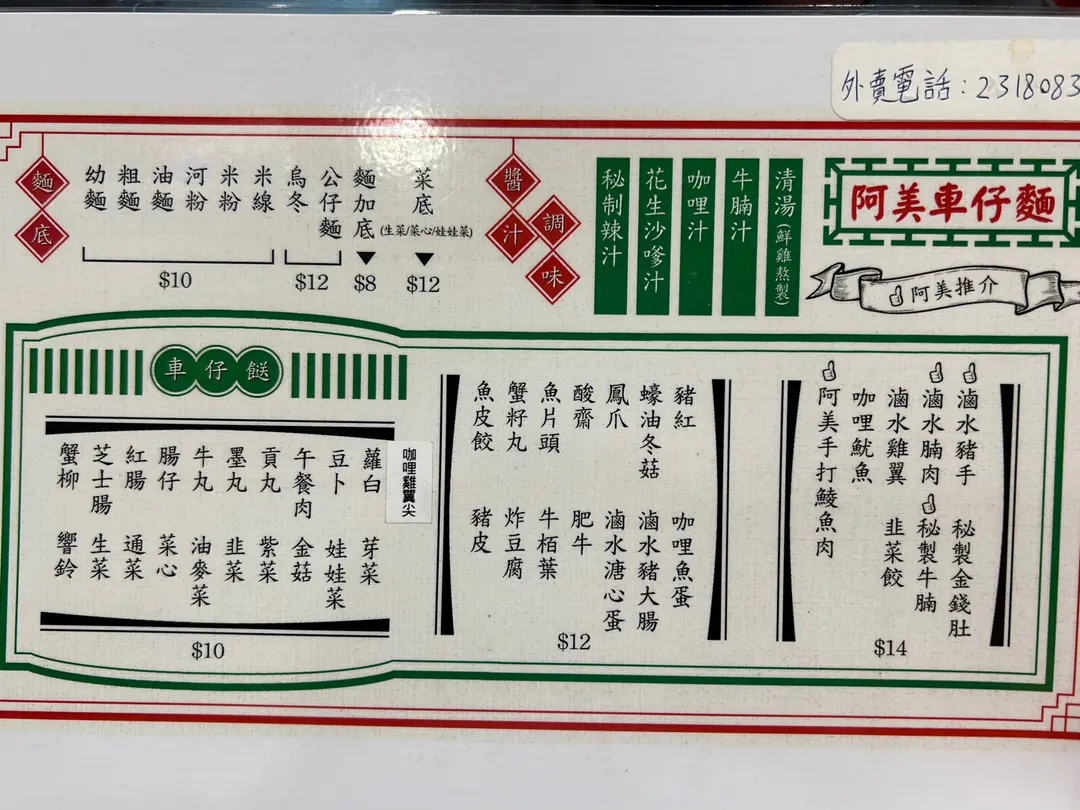 外賣電話：2318083
阿美車仔麵
阿美推介
醬汁
調味
清湯(鮮雞熬製)
牛腩汁
咖哩汁
花生沙嗲汁
秘制辣汁
麵底
菜底
(生菜/菜心/娃娃菜)
$12
麵加底
$8
公仔麵
烏冬
$12
米線
米粉
河粉
油麵
粗麵
幼麵
$10
滷水豬手
滷水腩肉
滷水雞翼
咖哩魷魚
阿美手打鯪魚肉
秘製金錢肚
秘製牛腩
韭菜餃
$14
豬紅
蠔油冬菇
鳳爪
酸齋
魚片頭
蟹籽丸
魚皮餃
咖哩魚蛋
滷水豬大腸
滷水溏心蛋
肥牛
牛栢葉
炸豆腐
豬皮
$12
車仔餸
咖哩雞翼尖
蘿白
豆卜
午餐肉
貢丸
墨丸
牛丸
腸仔
紅腸
芝士腸
蟹柳
芽菜
娃娃菜
金菇
紫菜
韭菜
油麥菜
菜心
通菜
生菜
響鈴
$10